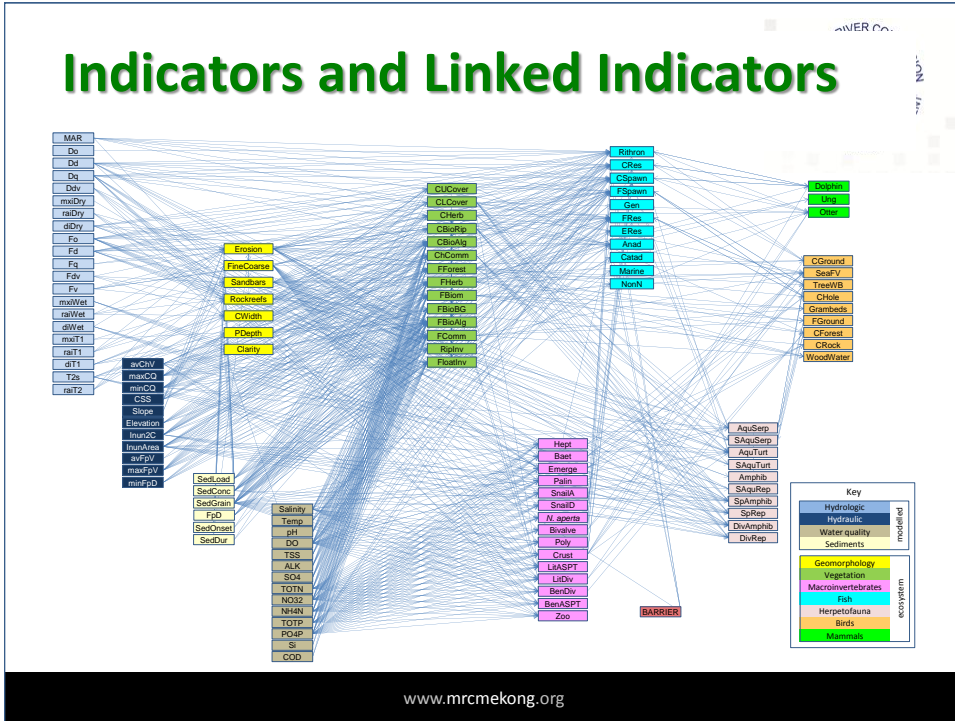 Indicators and Linked Indicators
MAR
Do
Dd
Dq
Ddv
mxiDry
raiDry
diDry
Fo
Fd
Fq
Fdv
Fv
mxiWet
raiWet
diWet
mxiT1
raiT1
diT1
T2s
raiT2
avChV
maxCQ
minCQ
CSS
Slope
Elevation
Inun2C
InunArea
avFpV
maxFpV
minFpD
Erosion
FineCoarse
Sandbars
Rockreefs
CWidth
PDepth
Clarity
SedLoad
SedConc
SedGrain
FpD
SedOnset
SedDur
Salinity
Temp
pH
DO
TSS
ALK
SO4
TOTN
NO32
NH4N
TOTP
PO4P
Si
COD
CUCover
CLCover
CHerb
CBioRip
CBioAlg
ChComm
FForest
FHerb
FBiom
FBioBG
FBioAlg
FComm
RipInv
FloatInv
Hept
Baet
Emerge
Palin
SnailA
SnailD
N. aperta
Bivalve
Poly
Crust
LitASPT
LitDiv
BenDiv
BenASPT
Zoo
Rithron
CRes
CSpawn
FSpawn
Gen
FRes
ERes
Anad
Catad
Marine
NonN
BARRIER
AquSerp
SAquSerp
AquTurt
SAquTurt
Amphib
SAquRep
SpAmphib
SpRep
DivAmphib
DivRep
Dolphin
Ung
Otter
CGround
SeaFV
TreeWB
CHole
Grambeds
FGround
CForest
CRock
WoodWater
Key
Hydrologic
Hydraulic
Water quality
Sediments
modelled
Geomorphology
Vegetation
Macroinvertebrates
Fish
Herpetofauna
Birds
Mammals
ecosystem
www.mrcmekong.org